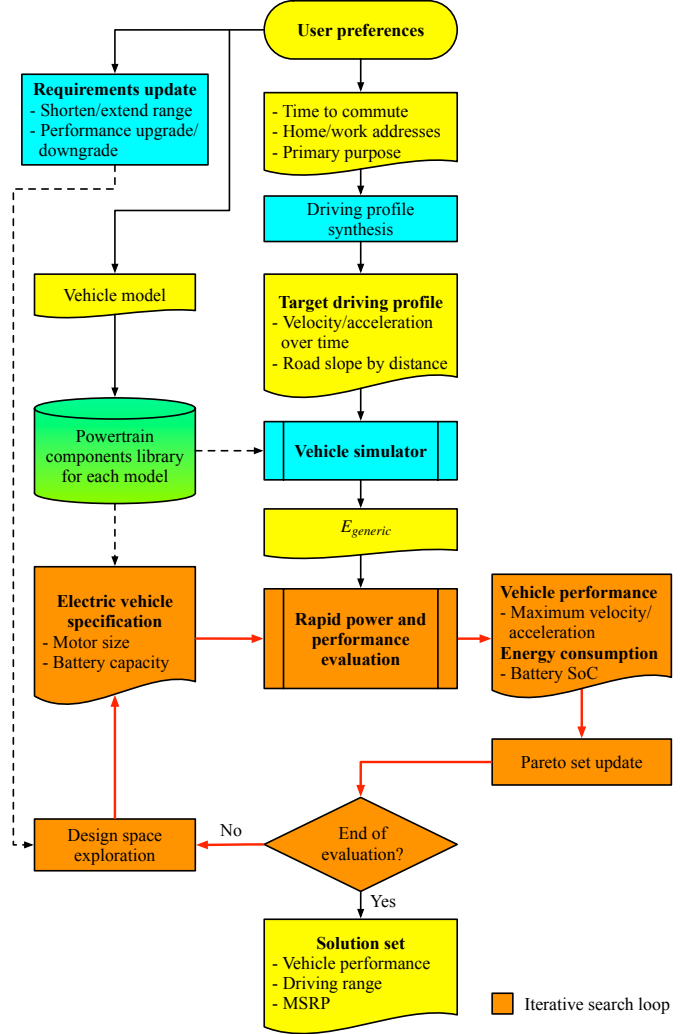 User preferences
Requirements update
- Shorten/extend range
- Performance upgrade/
downgrade
- Time to commute
- Home/work addresses
- Primary purpose
Driving profile
synthesis
Vehicle model
Target driving profile
- Velocity/acceleration
over time
- Road slope by distance
Powertrain
components library
for each model
Vehicle simulator
E_generic
Electric vehicle
specification
- Motor size
- Battery capacity
Rapid power and
performance
evaluation
Vehicle performance
- Maximum velocity/
acceleration
Energy consumption
- Battery SoC
Pareto set update
End of
evaluation?
No
Design space
exploration
Yes
Solution set
- Vehicle performance
- Driving range
- MSRP
Iterative search loop